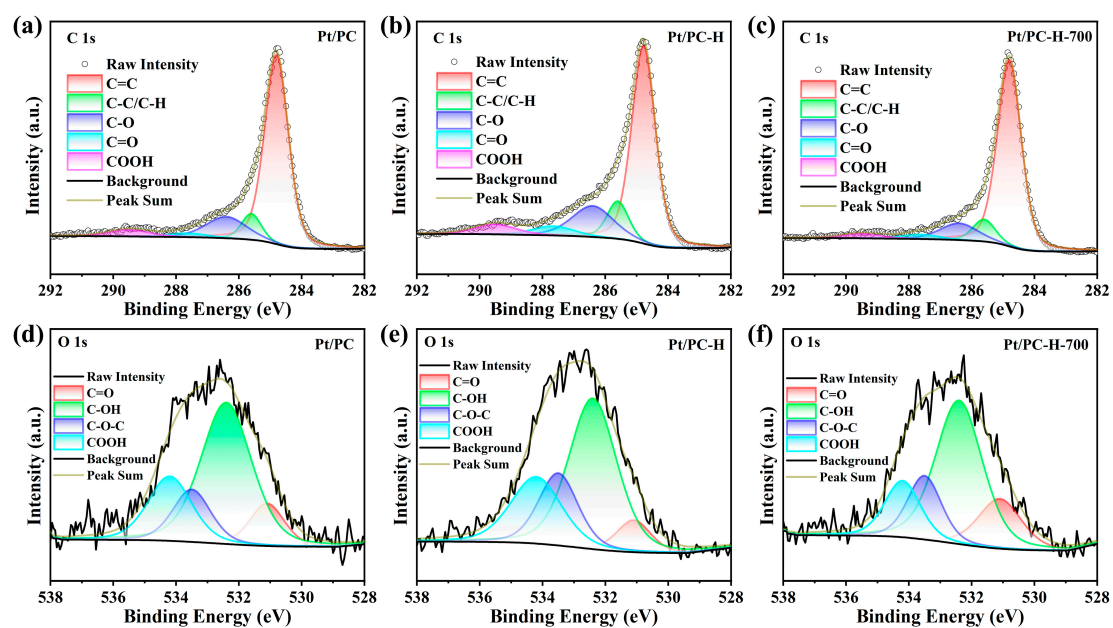 (a)
C 1s
Pt/PC
Raw Intensity
C=C
C-C/C-H
C-O
C=O
COOH
Background
Peak Sum
Intensity (a.u.)
292 290 288 286 284 282
Binding Energy (eV)
(b)
C 1s
Pt/PC-H
Raw Intensity
C=C
C-C/C-H
C-O
C=O
COOH
Background
Peak Sum
Intensity (a.u.)
292 290 288 286 284 282
Binding Energy (eV)
(c)
C 1s
Pt/PC-H-700
Raw Intensity
C=C
C-C/C-H
C-O
C=O
COOH
Background
Peak Sum
Intensity (a.u.)
292 290 288 286 284 282
Binding Energy (eV)
(d)
O 1s
Pt/PC
Raw Intensity
C=O
C-OH
C-O-C
COOH
Background
Peak Sum
Intensity (a.u.)
538 536 534 532 530 528
Binding Energy (eV)
(e)
O 1s
Pt/PC-H
Raw Intensity
C=O
C-OH
C-O-C
COOH
Background
Peak Sum
Intensity (a.u.)
538 536 534 532 530 528
Binding Energy (eV)
(f)
O 1s
Pt/PC-H-700
Raw Intensity
C=O
C-OH
C-O-C
COOH
Background
Peak Sum
Intensity (a.u.)
538 536 534 532 530 528
Binding Energy (eV)